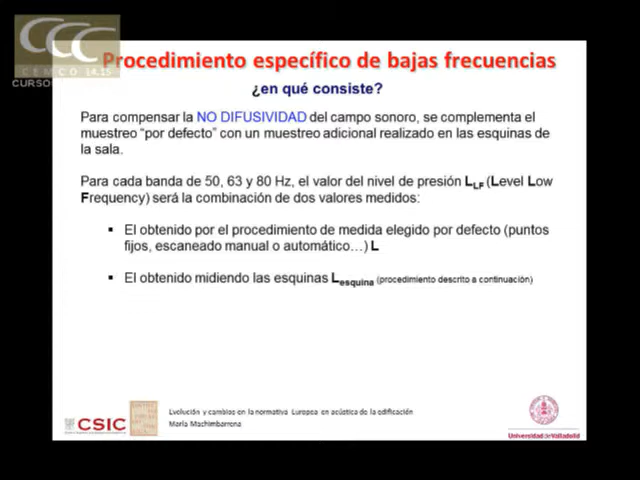 CCC
CEMCO 14.15
CURSO
Procedimiento específico de bajas frecuencias
¿en qué consiste?
Para compensar la NO DIFUSIVIDAD del campo sonoro, se complementa el
muestreo "por defecto" con un muestreo adicional realizado en las esquinas de
la sala.
Para cada banda de 50, 63 y 80 Hz, el valor del nivel de presión LLF (Level Low
Frequency) será la combinación de dos valores medidos:
▪ El obtenido por el procedimiento de medida elegido por defecto (puntos
fijos, escaneado manual o automático…) L
▪ El obtenido midiendo las esquinas Lesquina (procedimiento descrito a continuación)
Evolución y cambios en la normativa Europea en acústica de la edificación
María Machimbarrena
CSIC
Universidad de Valladolid